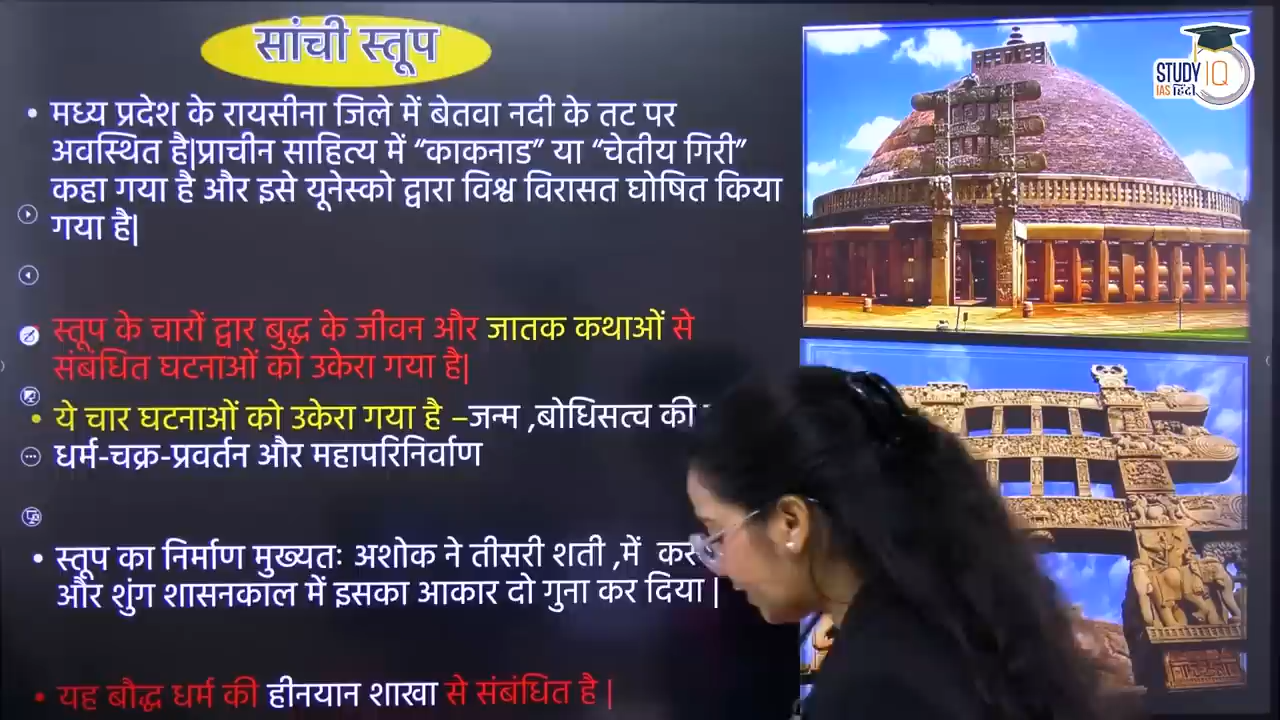 सांची स्तूप
STUDY IQ
IAS हिंदी
• मध्य प्रदेश के रायसीना जिले में बेतवा नदी के तट पर
अवस्थित है|प्राचीन साहित्य में “काकनाड” या “चेतीय गिरी”
कहा गया है और इसे यूनेस्को द्वारा विश्व विरासत घोषित किया
गया है|
स्तूप के चारों द्वार बुद्ध के जीवन और जातक कथाओं से
संबंधित घटनाओं को उकेरा गया है|
• ये चार घटनाओं को उकेरा गया है –जन्म ,बोधिसत्व की
धर्म-चक्र-प्रवर्तन और महापरिनिर्वाण
• स्तूप का निर्माण मुख्यतः अशोक ने तीसरी शती ,में
और शुंग शासनकाल में इसका आकार दो गुना कर दिया |
• यह बौद्ध धर्म की हीनयान शाखा से संबंधित है |